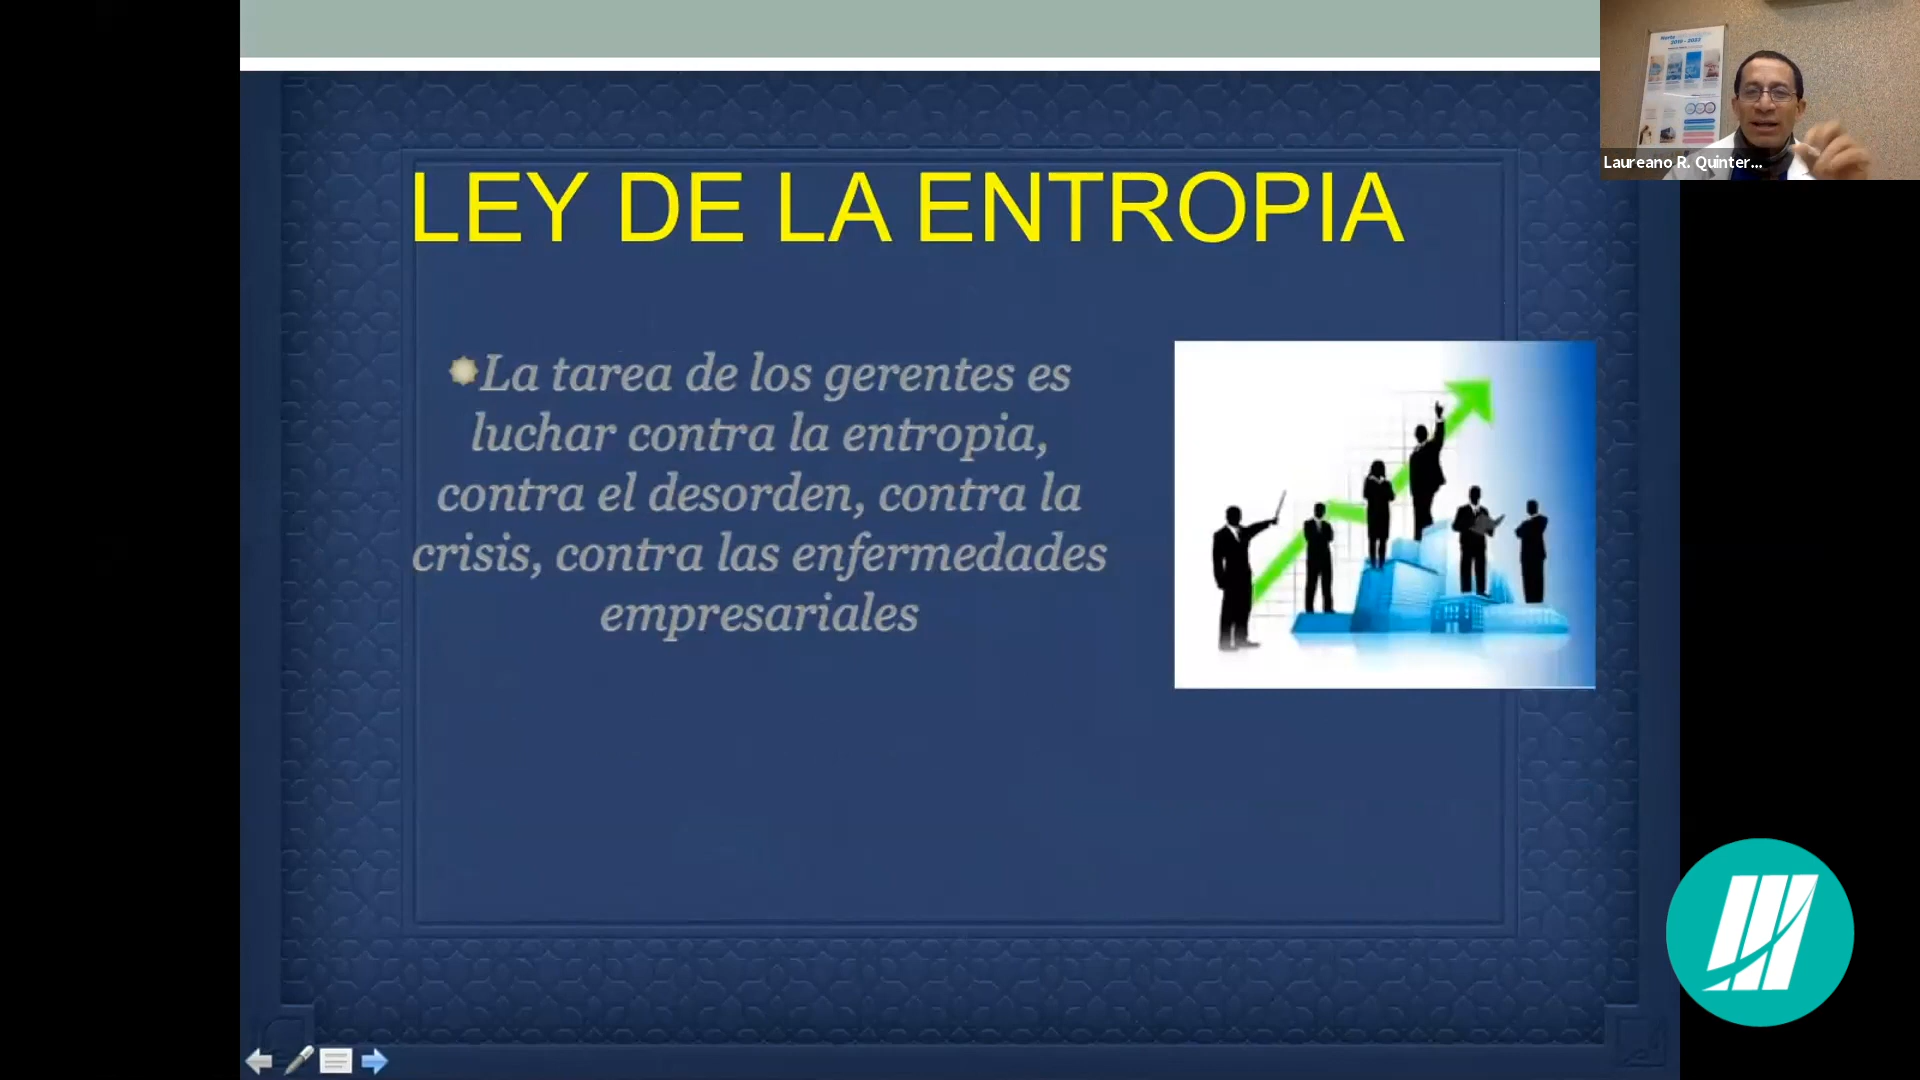 LEY DE LA ENTROPIA
La tarea de los gerentes es
luchar contra la entropia,
contra el desorden, contra la
crisis, contra las enfermedades
empresariales
Laureano R. Quinter...